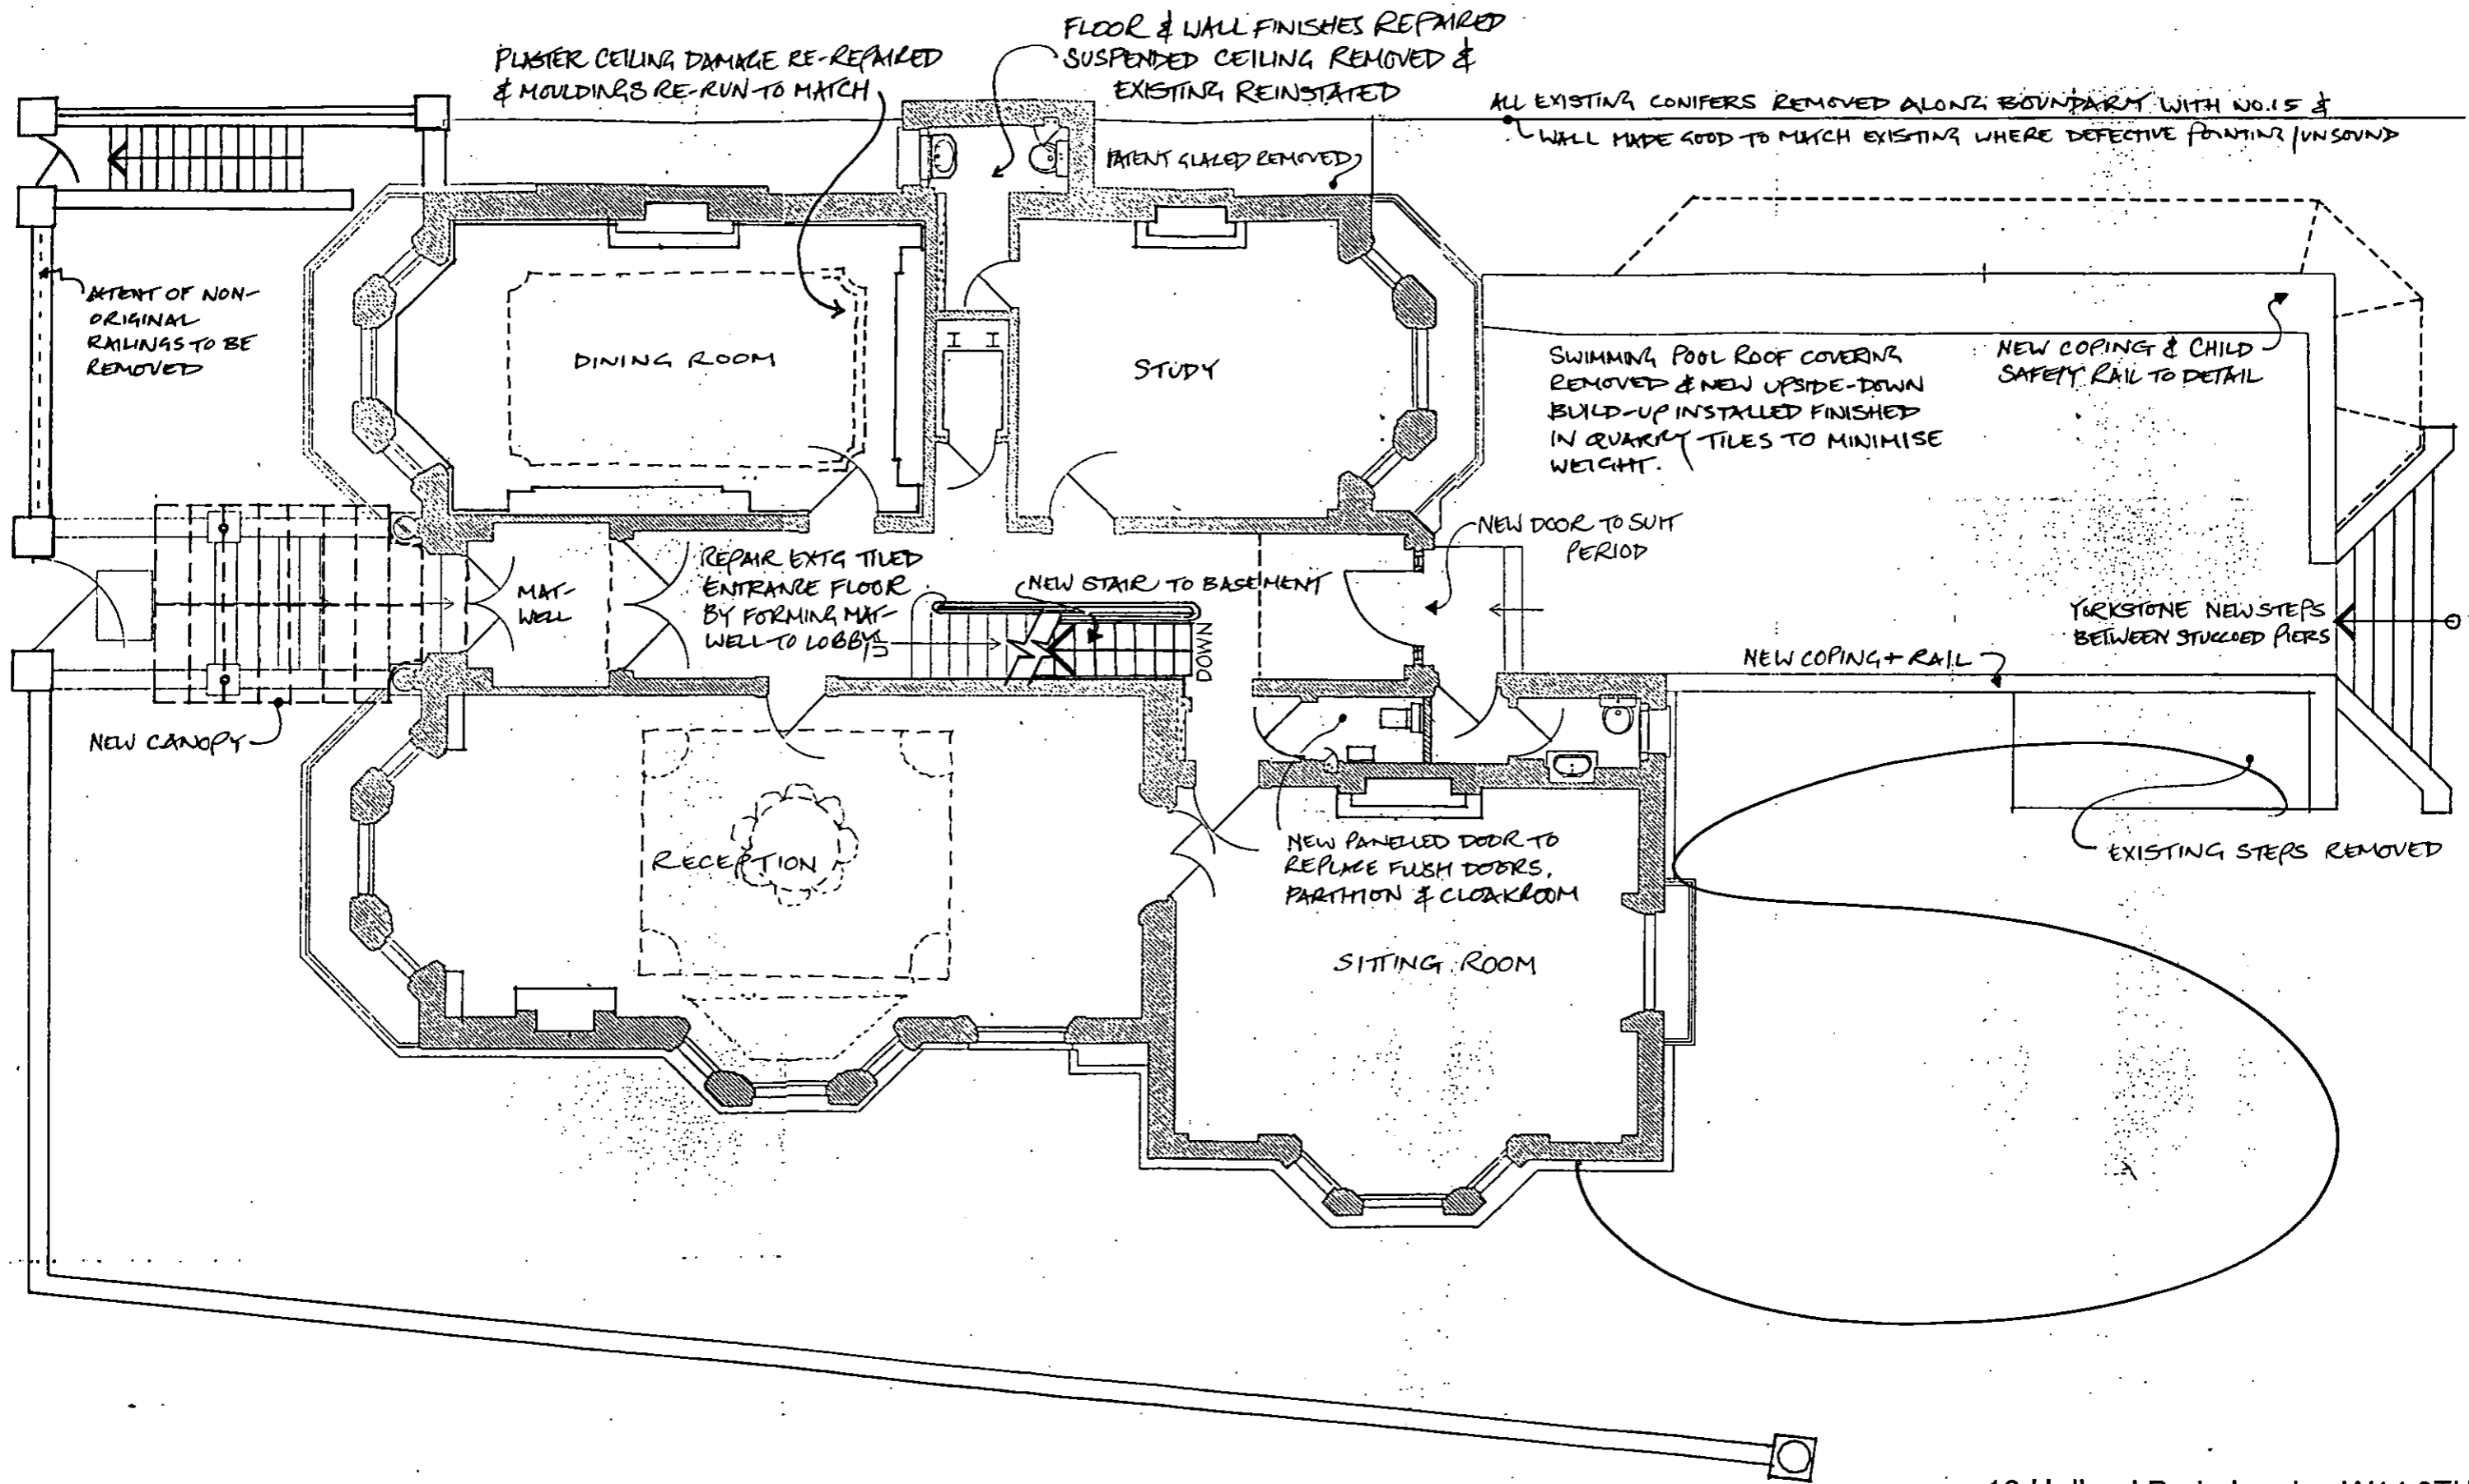 FLOOR & WALL FINISHES REPAIRED
SUSPENDED CEILING REMOVED &
EXISTING REINSTATED
PLASTER CEILING DAMAGE RE-REPAIRED
& MOULDINGS RE-RUN TO MATCH
ALL EXISTING CONIFERS REMOVED ALONG BOUNDARY WITH NO.15 &
WALL MADE GOOD TO MATCH EXISTING WHERE DEFECTIVE POINTING/UNSOUND
PATENT GLAZED REMOVED
EXTENT OF NON-
ORIGINAL
RAILINGS TO BE
REMOVED
DINING ROOM
STUDY
SWIMMING POOL ROOF COVERING
REMOVED & NEW UPSIDE-DOWN
BUILD-UP INSTALLED FINISHED
IN QUARRY TILES TO MINIMISE
WEIGHT.
NEW COPING & CHILD
SAFETY RAIL TO DETAIL
NEW DOOR TO SUIT
PERIOD
MAT-
WELL
REPAIR EXTG TILED
ENTRANCE FLOOR
BY FORMING MAT-
WELL TO LOBBY
NEW STAIR TO BASEMENT
DOWN
YORKSTONE NEW STEPS
BETWEEN STUCCOED PIERS
NEW COPING + RAIL
NEW CANOPY
RECEPTION
NEW PANELLED DOOR TO
REPLACE FLUSH DOORS,
PARTITION & CLOAKROOM
EXISTING STEPS REMOVED
SITTING ROOM